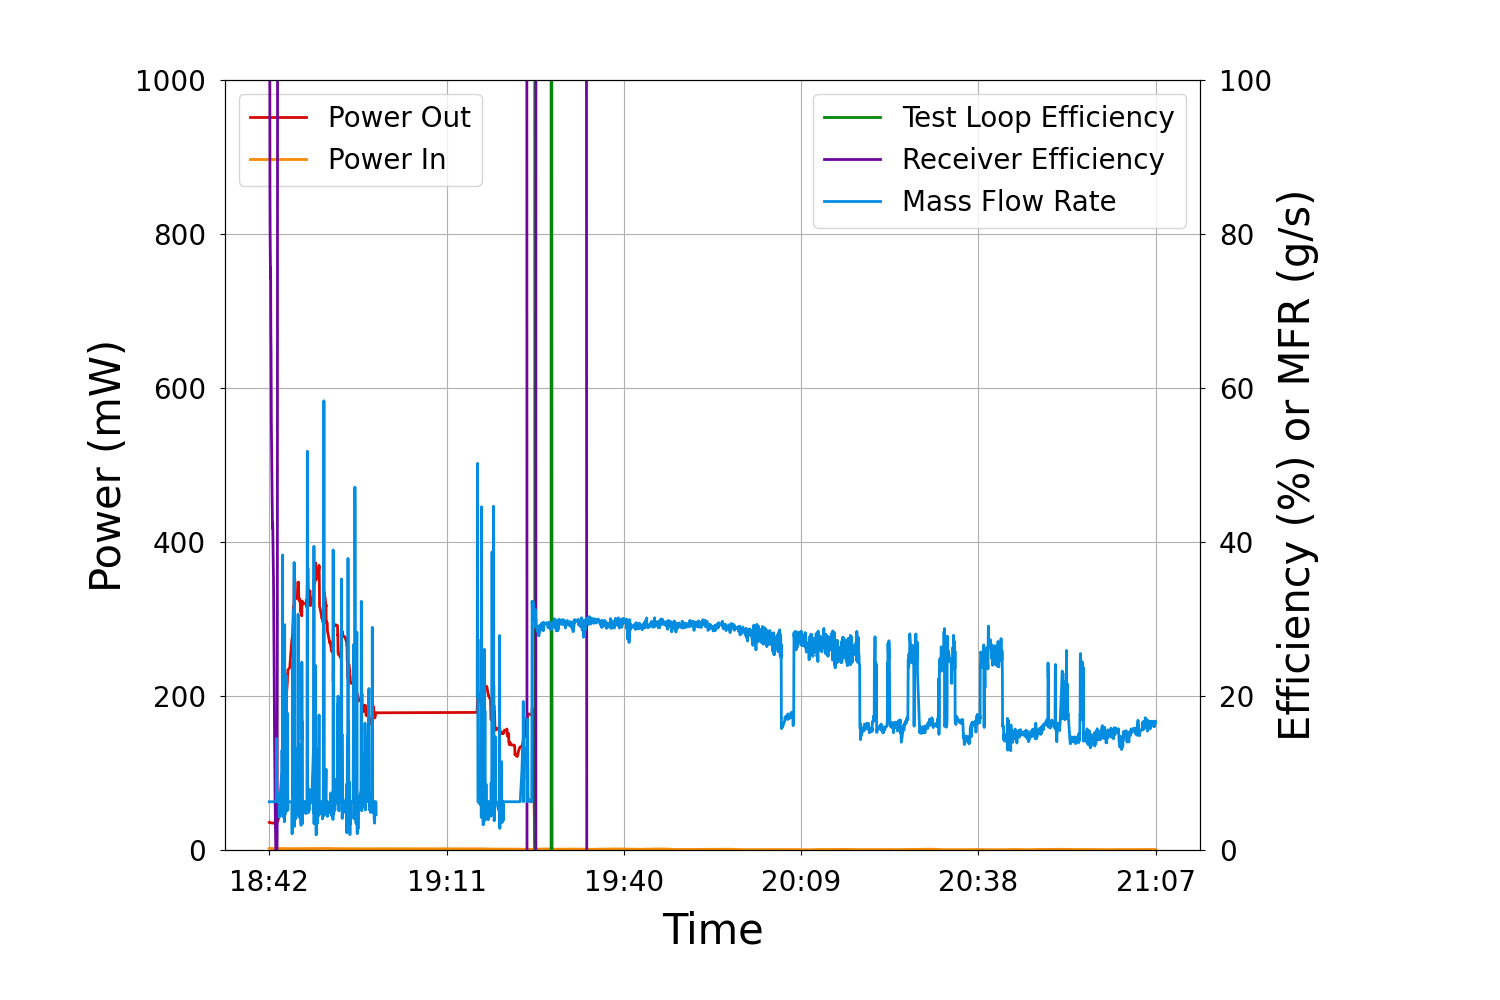 1000
800
600
400
200
0
Power (mW)
Power Out
Power In
Test Loop Efficiency
Receiver Efficiency
Mass Flow Rate
100
80
60
40
20
0
Efficiency (%) or MFR (g/s)
18:42 19:11 19:40 20:09 20:38 21:07
Time